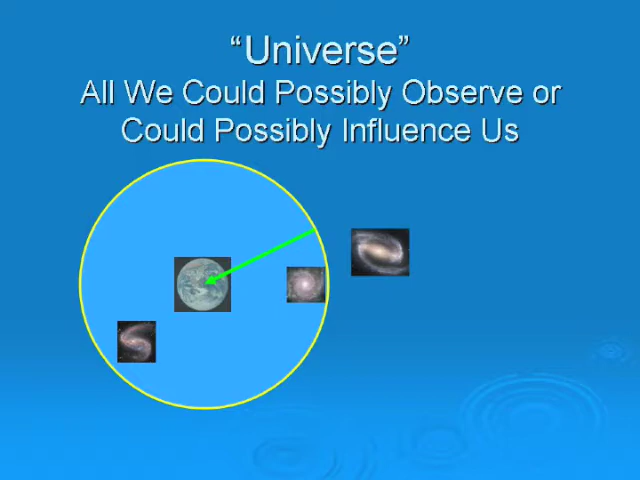 “Universe”
All We Could Possibly Observe or
Could Possibly Influence Us